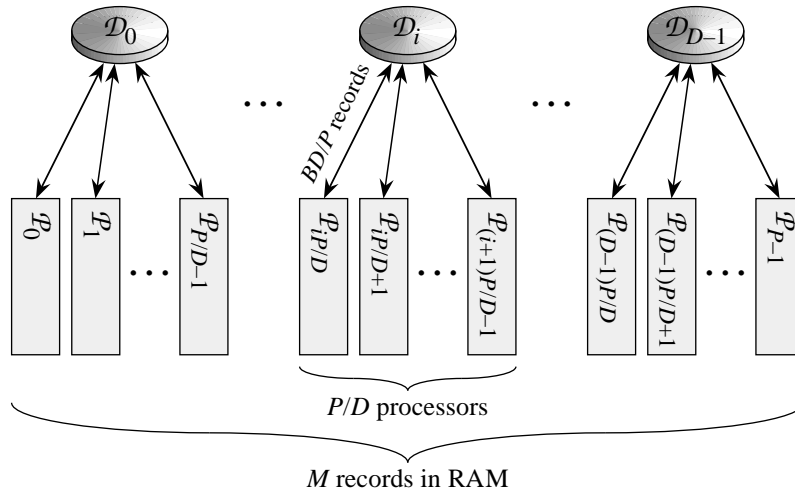 𝒟0 𝒟i 𝒟D–1
... ...
BD/P records
𝒫0 𝒫1 ... 𝒫P/D–1 𝒫iP/D 𝒫iP/D+1 ... 𝒫(i+1)P/D–1 𝒫(D–1)P/D 𝒫(D–1)P/D+1 ... 𝒫P–1
P/D processors
M records in RAM